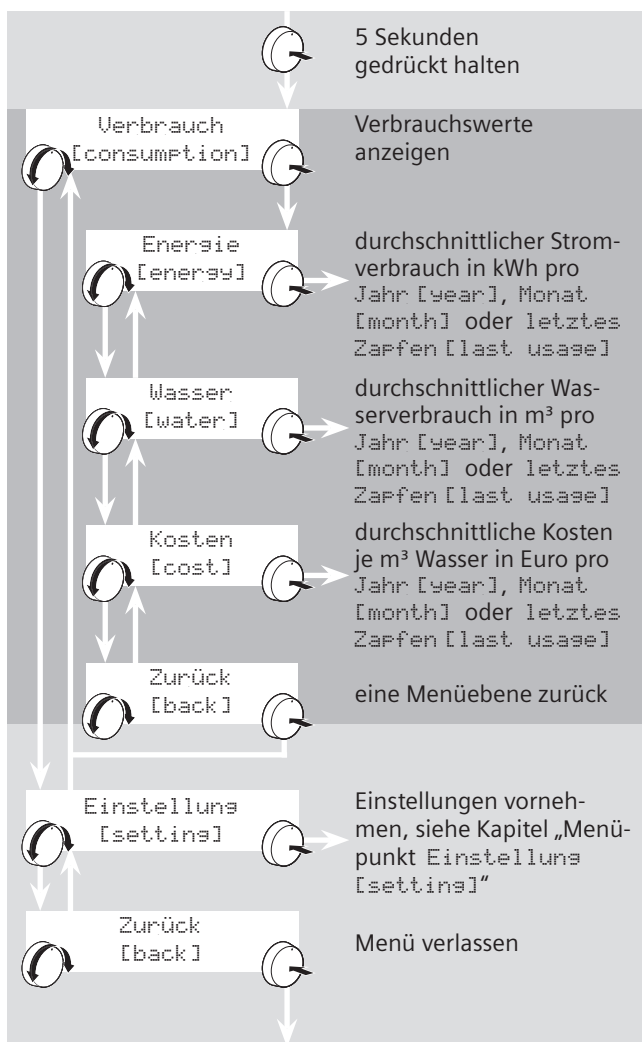 5 Sekunden
gedrückt halten
Verbrauch
[consumption]
Verbrauchswerte
anzeigen
Energie
[energy]
durchschnittlicher Strom-
verbrauch in kWh pro
Jahr [year], Monat
[month] oder letztes
Zapfen [last usage]
Wasser
[water]
durchschnittlicher Was-
serverbrauch in m³ pro
Jahr [year], Monat
[month] oder letztes
Zapfen [last usage]
Kosten
[cost]
durchschnittliche Kosten
je m³ Wasser in Euro pro
Jahr [year], Monat
[month] oder letztes
Zapfen [last usage]
Zurück
[back]
eine Menüebene zurück
Einstellung
[setting]
Einstellungen vorneh-
men, siehe Kapitel „Menü-
punkt Einstellung
[setting]“
Zurück
[back]
Menü verlassen